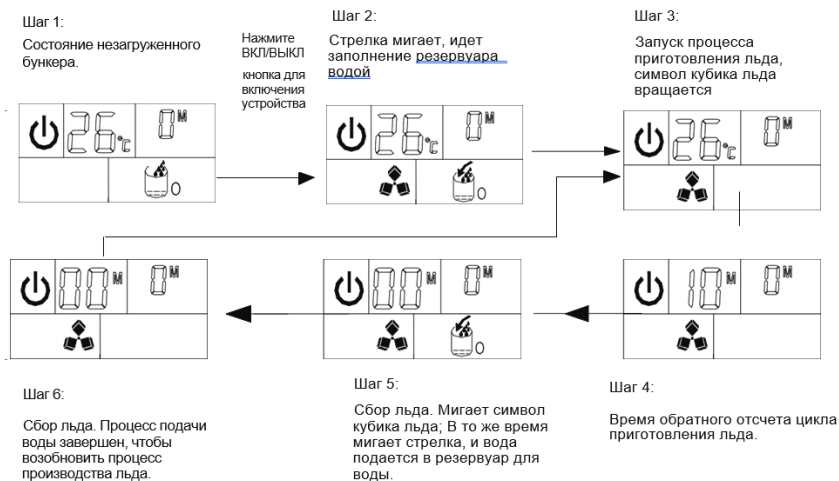 Шаг 1:
Состояние незагруженного
бункера.
Нажмите
ВКЛ/ВЫКЛ
кнопка для
включения
устройства
Шаг 2:
Стрелка мигает, идет
заполнение резервуара
водой
Шаг 3:
Запуск процесса
приготовления льда,
символ кубика льда
вращается
26°c 0 M
0
26°c 0 M
0
26°c 0 M
00 M 0 M
00 M 0 M
0
10 M 0 M
Шаг 6:
Сбор льда. Процесс подачи
воды завершен, чтобы
возобновить процесс
производства льда.
Шаг 5:
Сбор льда. Мигает символ
кубика льда; В то же время
мигает стрелка, и вода
подается в резервуар для
воды.
Шаг 4:
Время обратного отсчета цикла
приготовления льда.